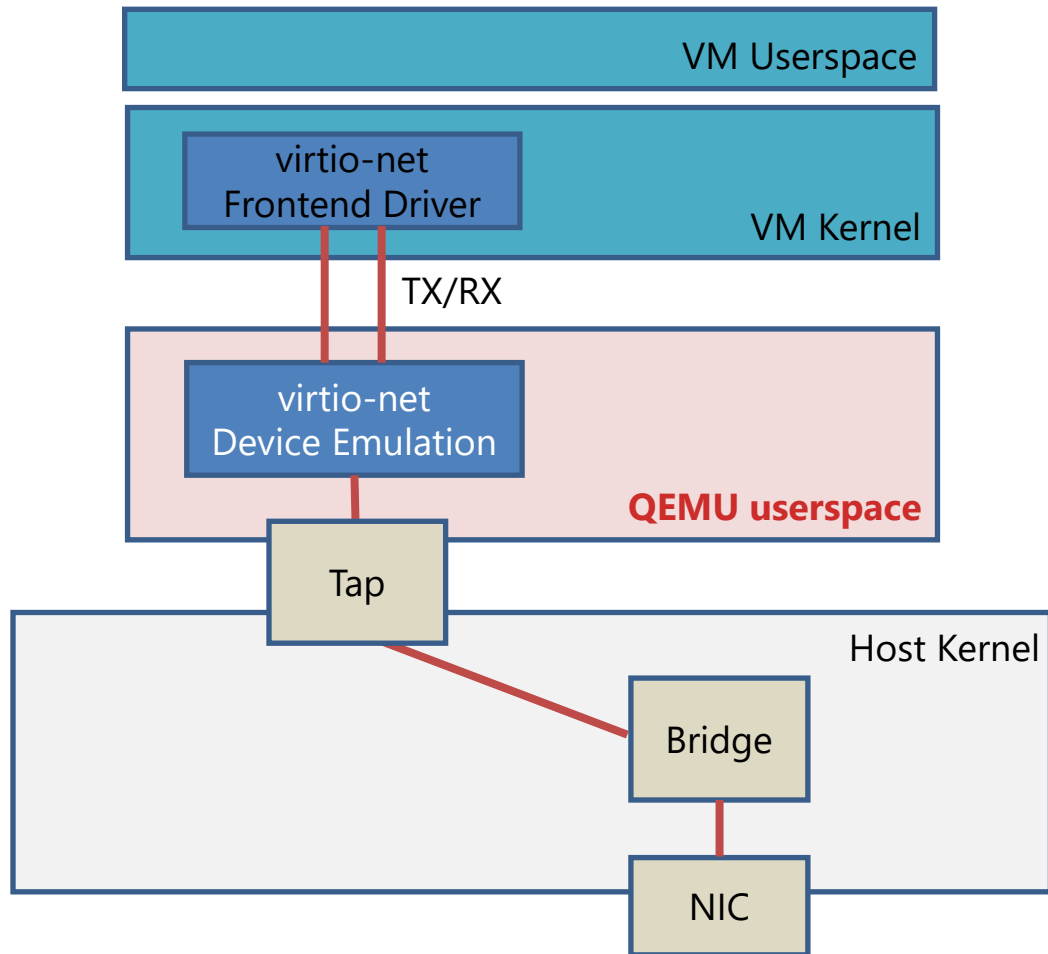 VM Userspace
virtio-net
Frontend Driver
VM Kernel
TX/RX
virtio-net
Device Emulation
QEMU userspace
Tap
Host Kernel
Bridge
NIC